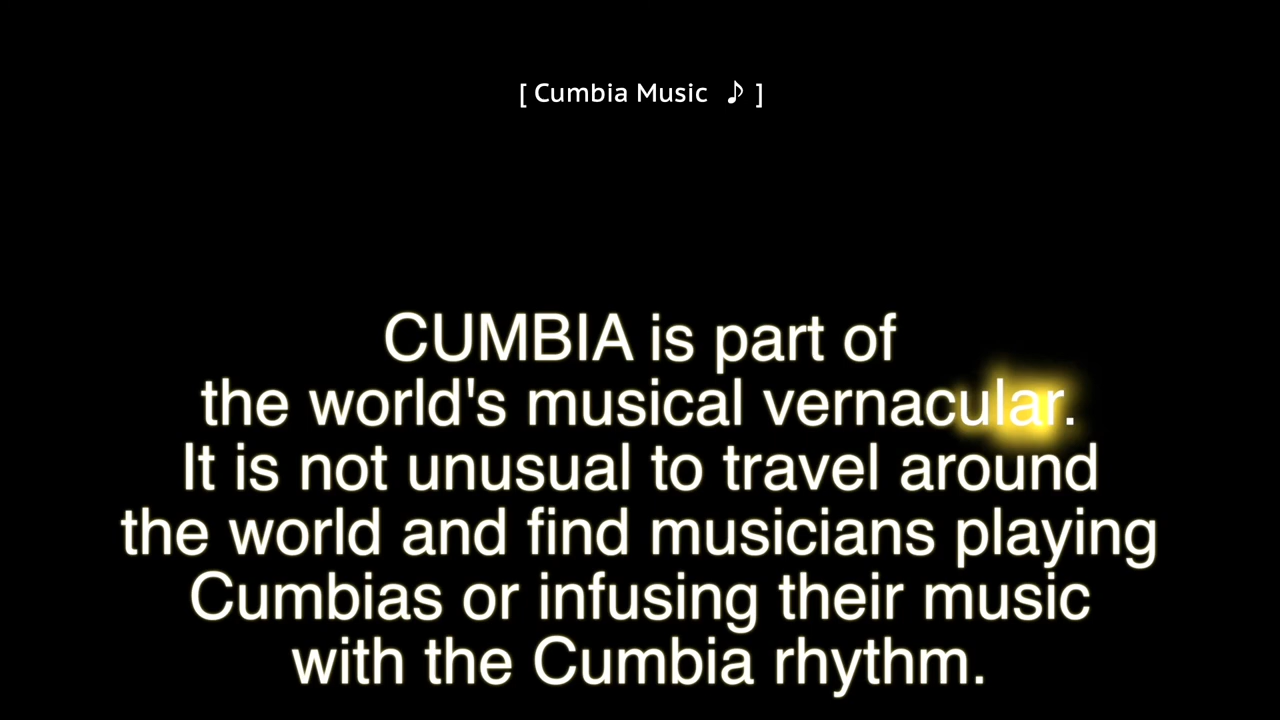 [ Cumbia Music ♪ ]
CUMBIA is part of
the world's musical vernacular.
It is not unusual to travel around
the world and find musicians playing
Cumbias or infusing their music
with the Cumbia rhythm.